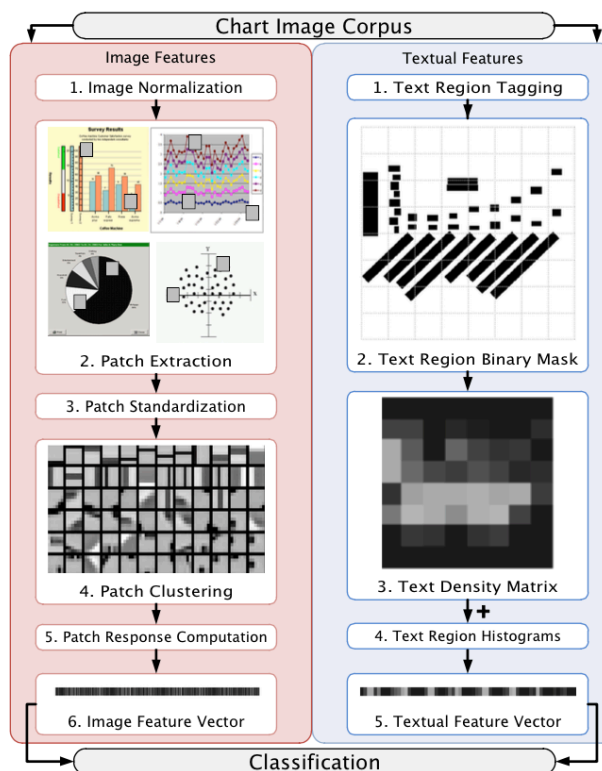 Chart Image Corpus
Image Features
1. Image Normalization
Survey Results
2. Patch Extraction
3. Patch Standardization
4. Patch Clustering
5. Patch Response Computation
6. Image Feature Vector
Textual Features
1. Text Region Tagging
2. Text Region Binary Mask
3. Text Density Matrix
+
4. Text Region Histograms
5. Textual Feature Vector
Classification